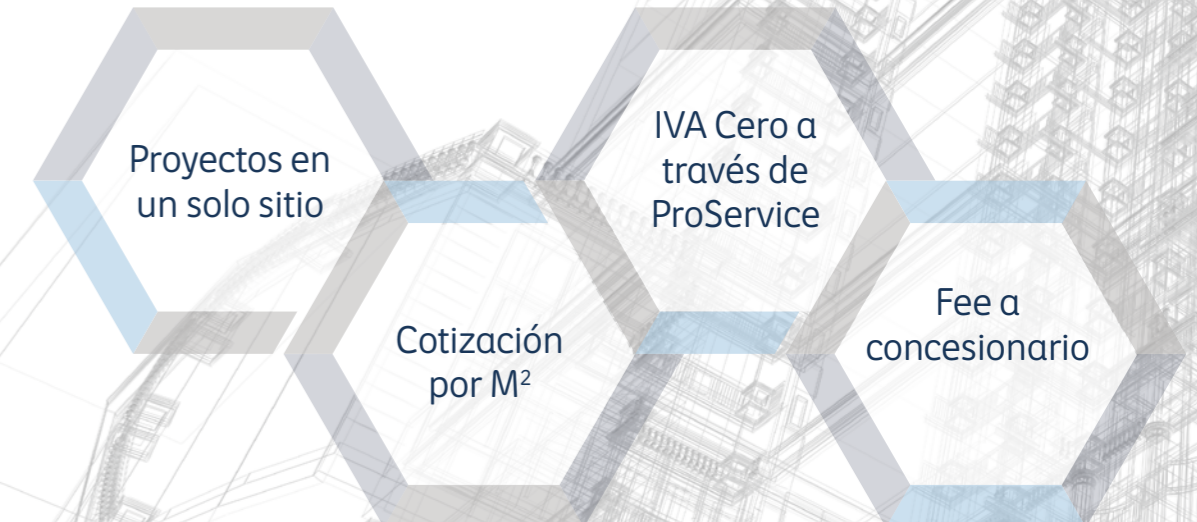 Proyectos en
un solo sitio
Cotización
por M²
IVA Cero a
través de
ProService
Fee a
concesionario